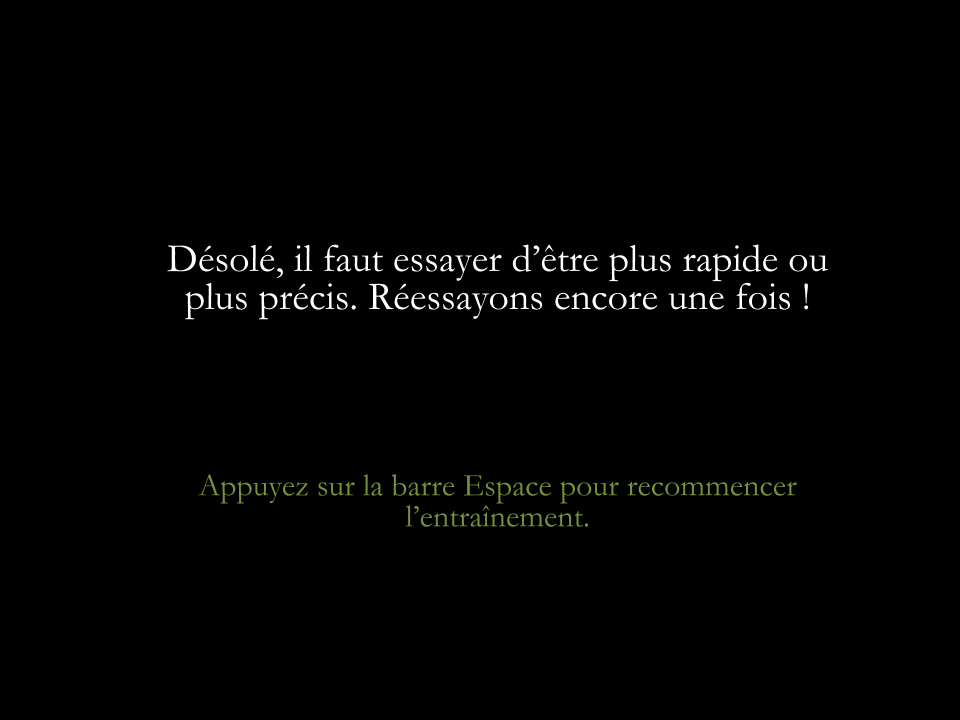 Désolé, il faut essayer d’être plus rapide ou
plus précis. Réessayons encore une fois !
Appuyez sur la barre Espace pour recommencer
l’entraînement.